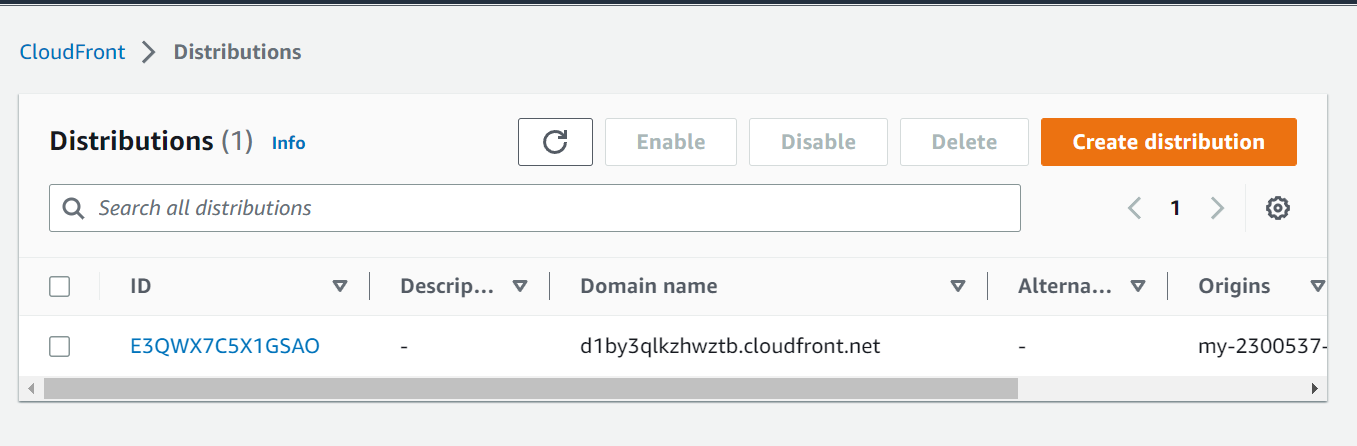 CloudFront Distributions
Distributions (1) Info Enable Disable Delete Create distribution
Search all distributions 1
ID Descrip... Domain name Alterna... Origins
E3QWX7C5X1GSAO - d1by3qlkzhwztb.cloudfront.net - my-2300537-